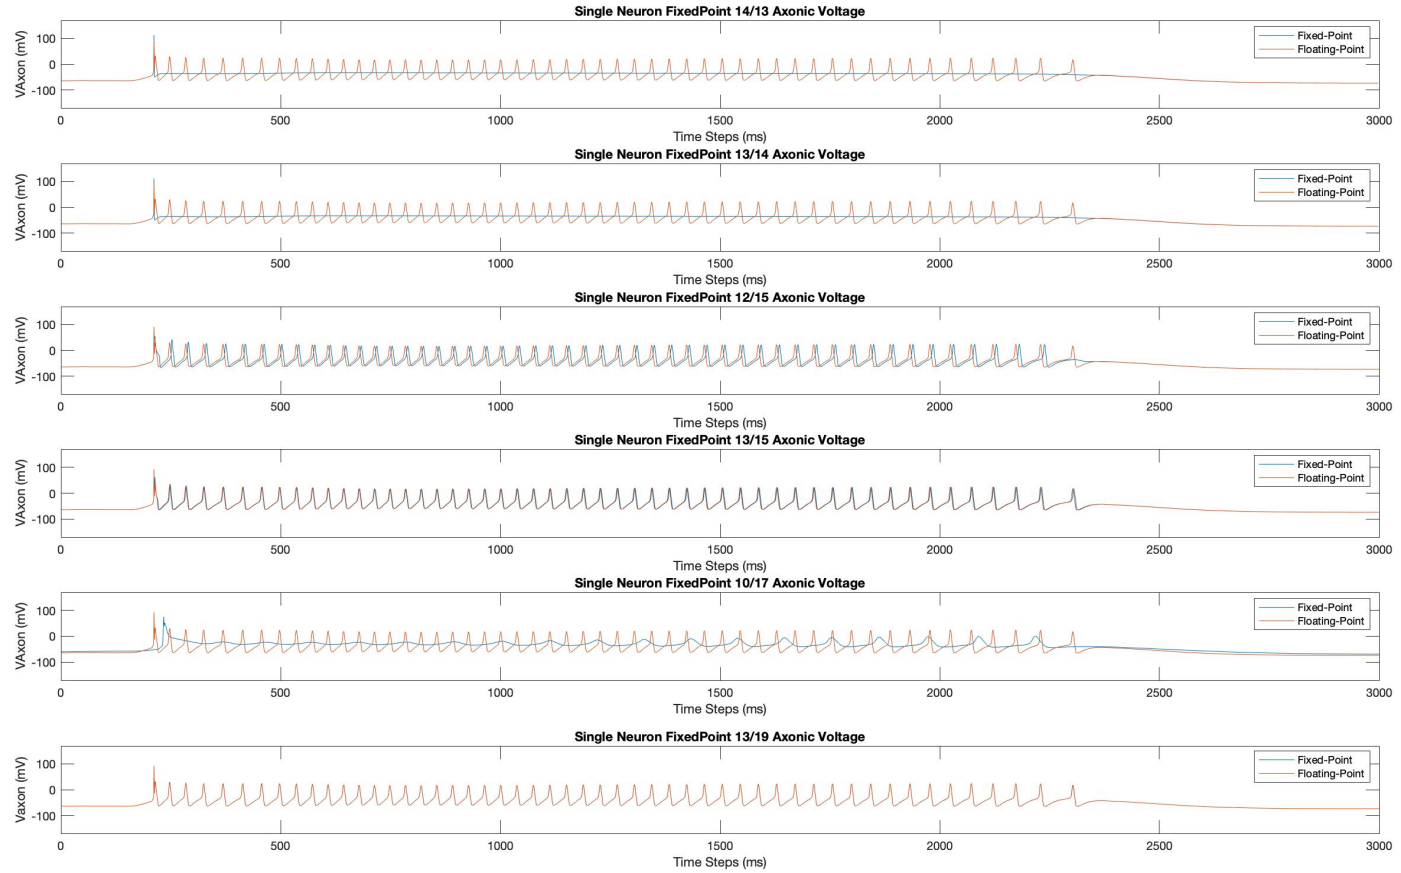 Single Neuron FixedPoint 14/13 Axonic Voltage
VAxon (mV)
100
0
-100
Fixed-Point
Floating-Point
0 500 1000 1500 2000 2500 3000
Time Steps (ms)
Single Neuron FixedPoint 13/14 Axonic Voltage
VAxon (mV)
100
0
-100
Fixed-Point
Floating-Point
0 500 1000 1500 2000 2500 3000
Time Steps (ms)
Single Neuron FixedPoint 12/15 Axonic Voltage
VAxon (mV)
100
0
-100
Fixed-Point
Floating-Point
0 500 1000 1500 2000 2500 3000
Time Steps (ms)
Single Neuron FixedPoint 13/15 Axonic Voltage
VAxon (mV)
100
0
-100
Fixed-Point
Floating-Point
0 500 1000 1500 2000 2500 3000
Time Steps (ms)
Single Neuron FixedPoint 10/17 Axonic Voltage
VAxon (mV)
100
0
-100
Fixed-Point
Floating-Point
0 500 1000 1500 2000 2500 3000
Time Steps (ms)
Single Neuron FixedPoint 13/19 Axonic Voltage
Vaxon (mV)
100
0
-100
Fixed-Point
Floating-Point
0 500 1000 1500 2000 2500 3000
Time Steps (ms)